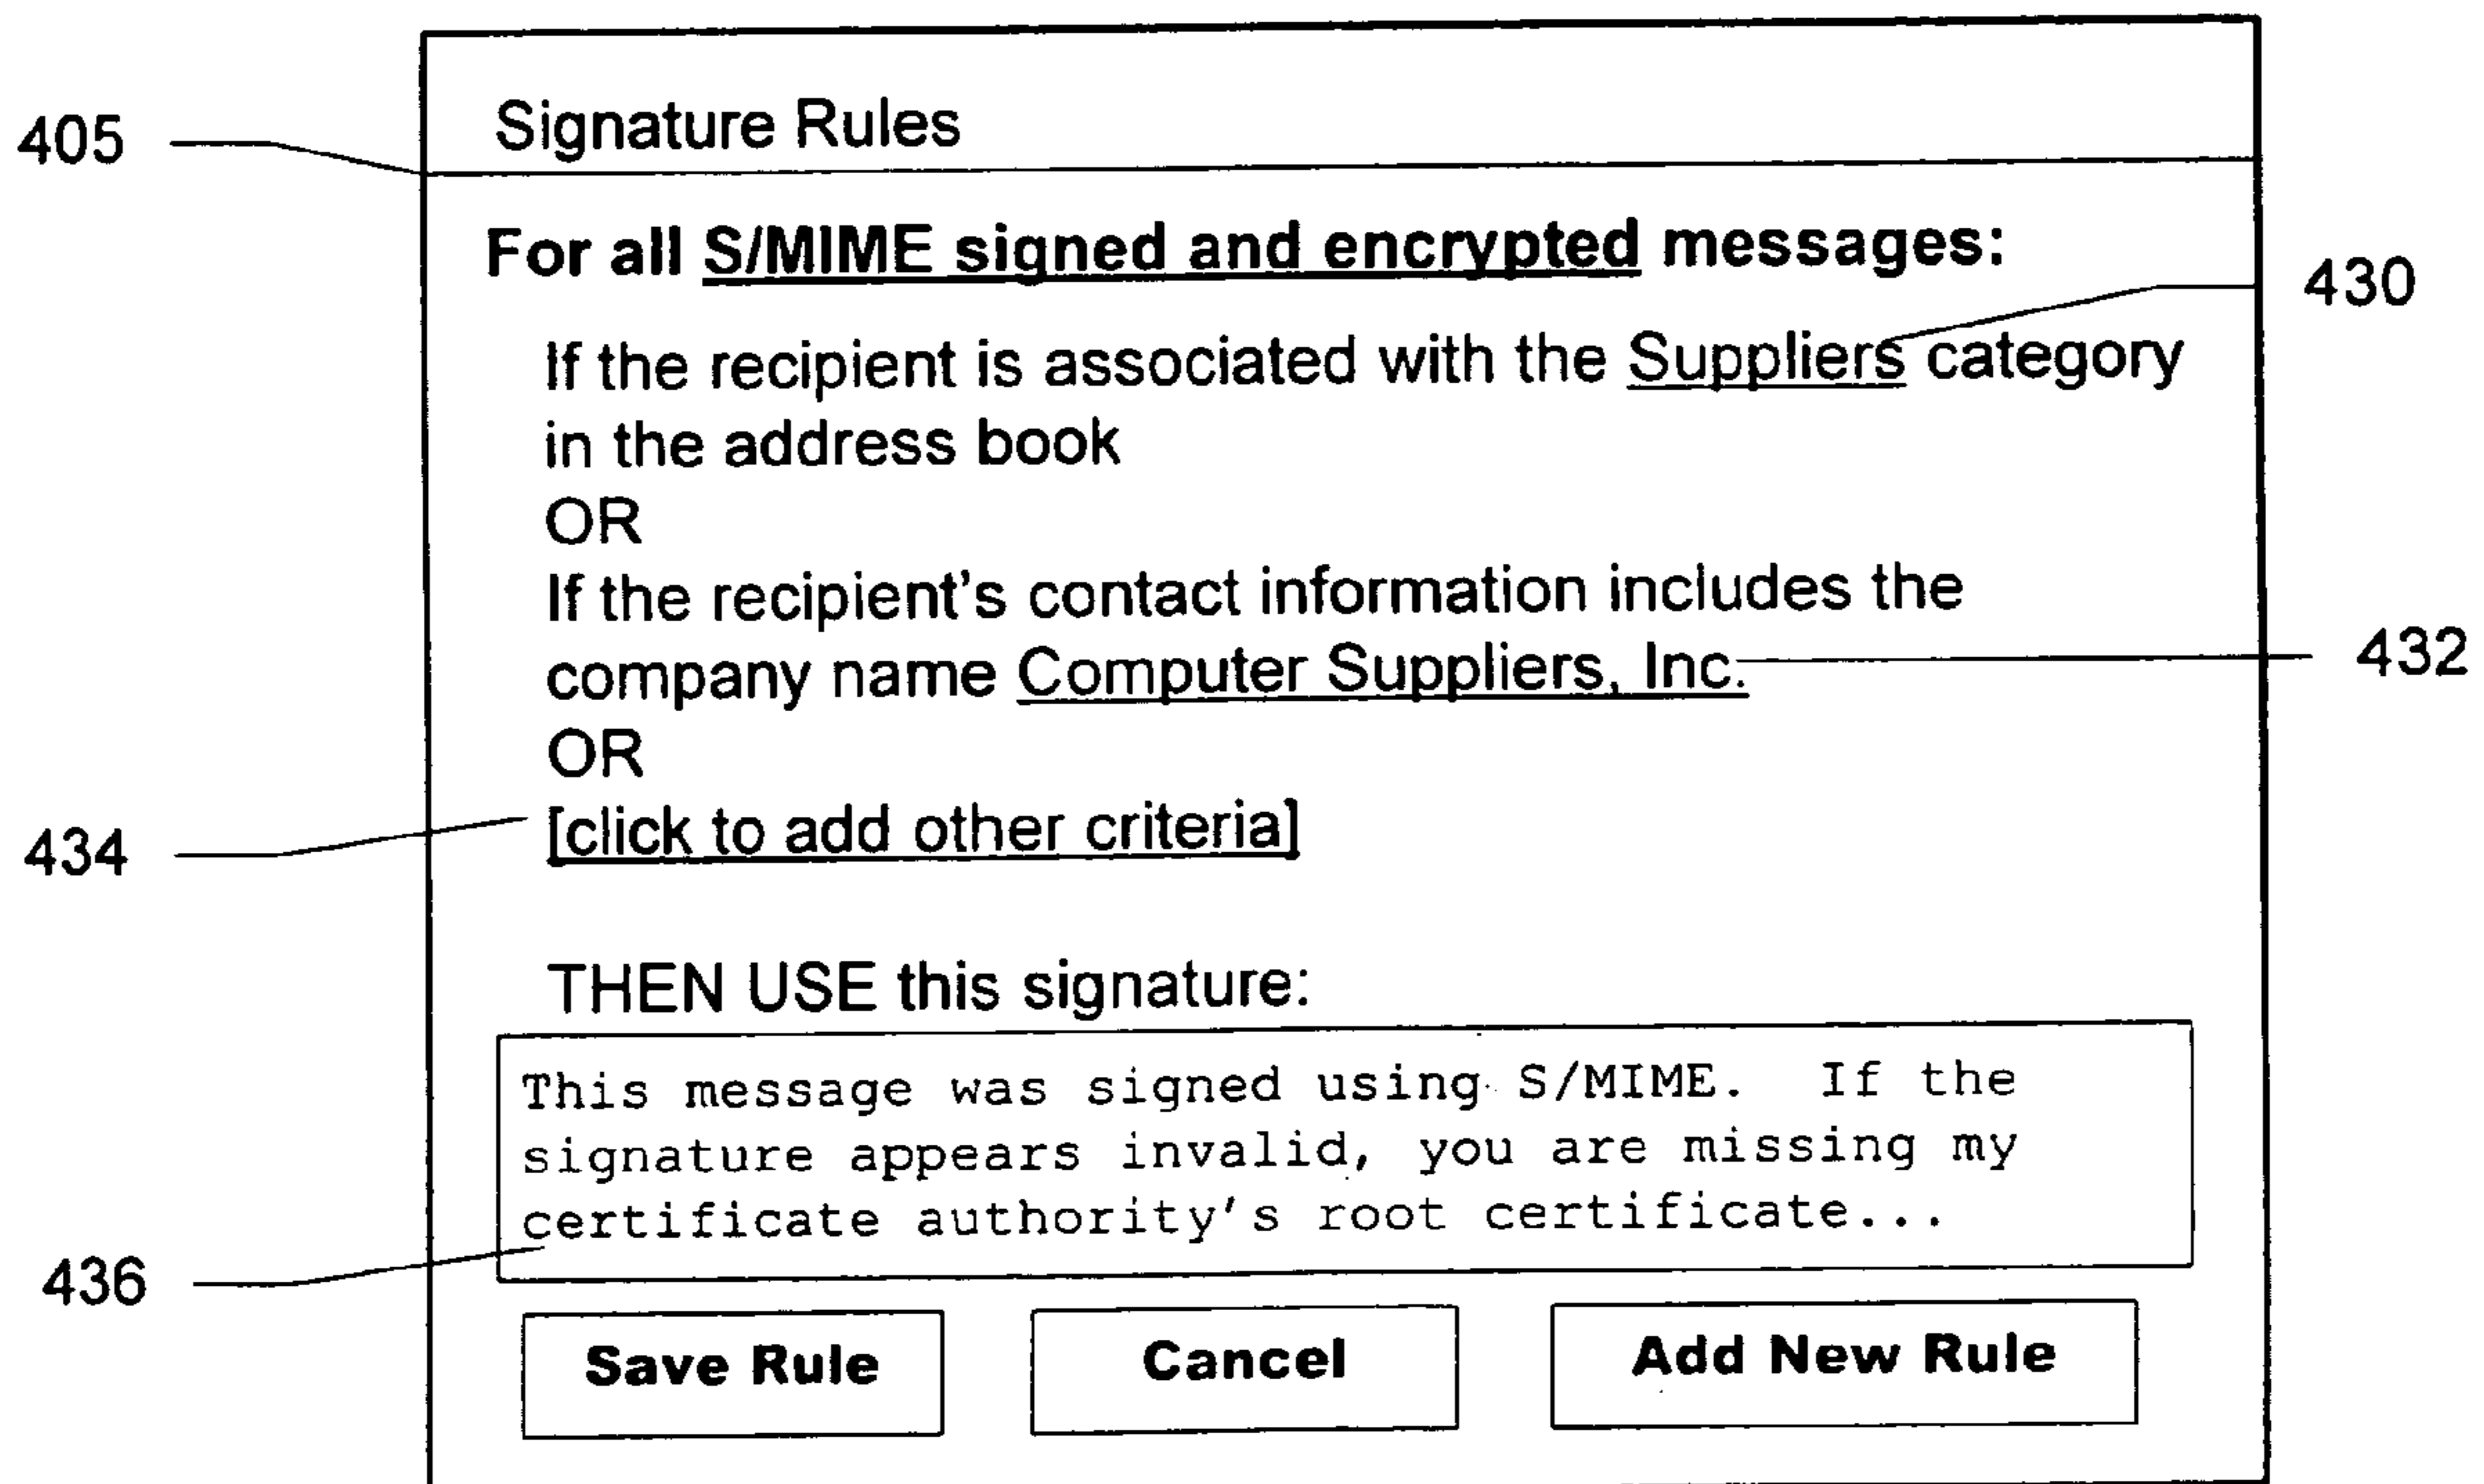 Signature Rules
405
For all S/MIME signed and encrypted messages:
430
If the recipient is associated with the Suppliers category
in the address book
OR
If the recipient's contact information includes the
company name Computer Suppliers, Inc.
432
OR
[click to add other criteria]
434
THEN USE this signature:
This message was signed using S/MIME.  If the
signature appears invalid, you are missing my
certificate authority's root certificate...
436
Save Rule
Cancel
Add New Rule